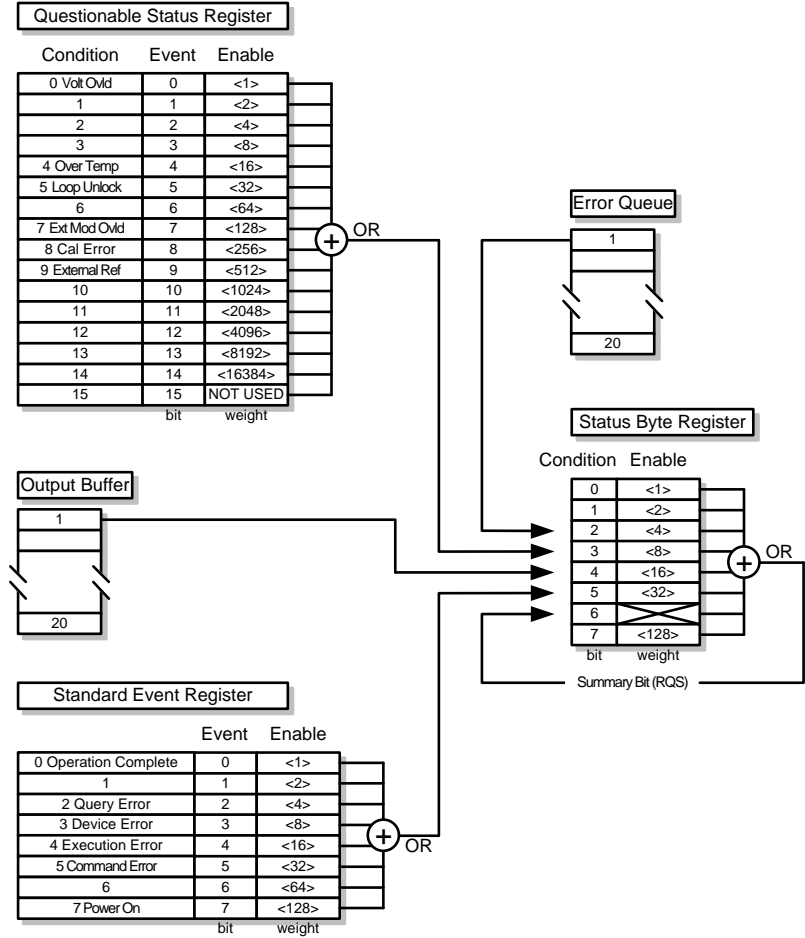 Questionable Status Register
Condition Event Enable
0 Volt Ovld 0 <1>
1 1 <2>
2 2 <4>
3 3 <8>
4 Over Temp 4 <16>
5 Loop Unlock 5 <32>
6 6 <64>
7 Ext Mod Ovld 7 <128>
8 Cal Error 8 <256>
9 External Ref 9 <512>
10 10 <1024>
11 11 <2048>
12 12 <4096>
13 13 <8192>
14 14 <16384>
15 15 NOT USED
bit weight
+ OR
Error Queue
1
20
Output Buffer
1
20
Status Byte Register
Condition Enable
0 <1>
1 <2>
2 <4>
3 <8>
4 <16>
5 <32>
6
7 <128>
bit weight
+ OR
Summary Bit (RQS)
Standard Event Register
Event Enable
0 Operation Complete 0 <1>
1 1 <2>
2 Query Error 2 <4>
3 Device Error 3 <8>
4 Execution Error 4 <16>
5 Command Error 5 <32>
6 6 <64>
7 Power On 7 <128>
bit weight
+ OR